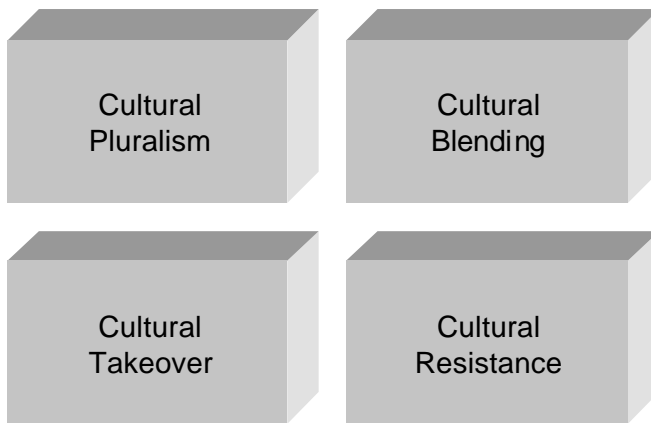 Cultural
Pluralism
Cultural
Blending
Cultural
Takeover
Cultural
Resistance